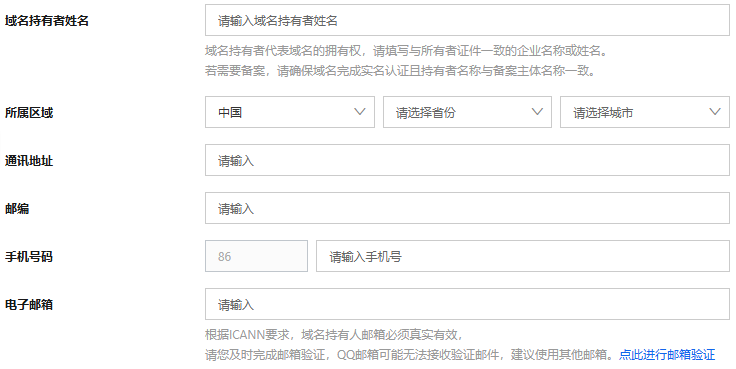 域名持有者姓名 请输入域名持有者姓名
域名持有者代表域名的拥有权，请填写与所有者证件一致的企业名称或姓名。
若需要备案，请确保域名完成实名认证且持有者名称与备案主体名称一致。
所属区域 中国 请选择省份 请选择城市
通讯地址 请输入
邮编 请输入
手机号码 86 请输入手机号
电子邮箱 请输入
根据ICANN要求，域名持有人邮箱必须真实有效，
请您及时完成邮箱验证，QQ邮箱可能无法接收验证邮件，建议使用其他邮箱。点此进行邮箱验证